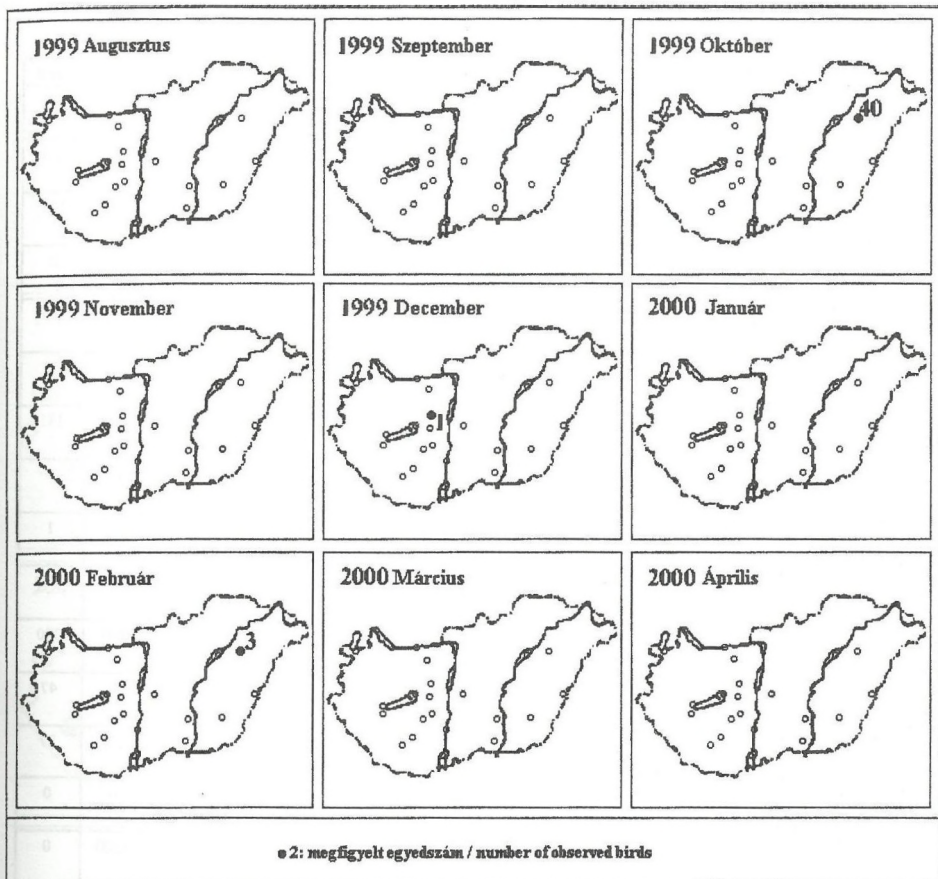 1999 Augusztus
1999 Szeptember
1999 Október
40
1999 November
1999 December
1
2000 Január
2000 Február
3
2000 Március
2000 Április
● 2: megfigyelt egyedszám / number of observed birds